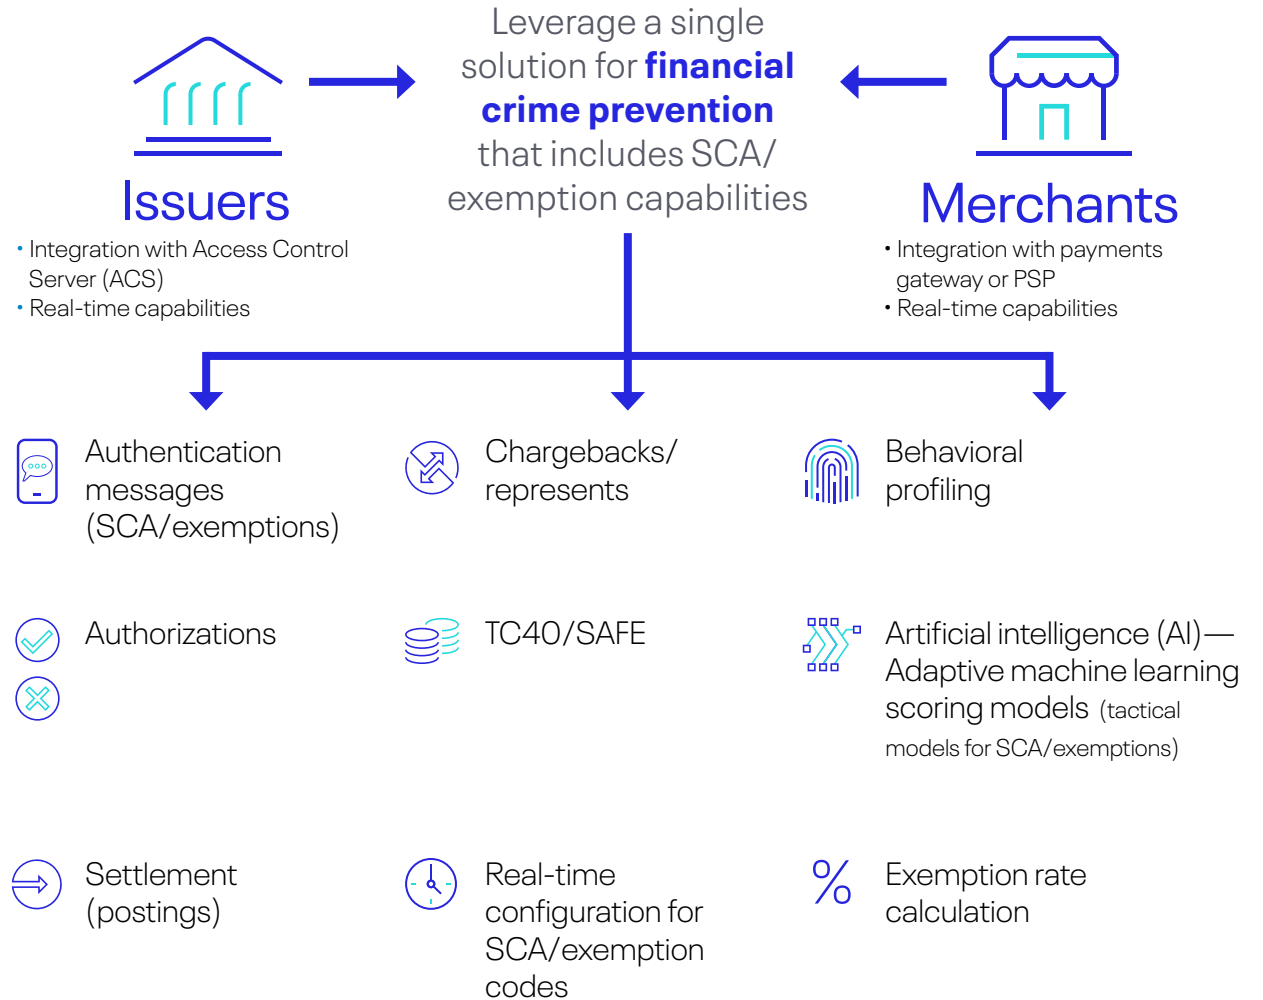 Leverage a single
solution for financial
crime prevention
that includes SCA/
exemption capabilities
Issuers
• Integration with Access Control
Server (ACS)
• Real-time capabilities
Merchants
• Integration with payments
gateway or PSP
• Real-time capabilities
Authentication
messages
(SCA/exemptions)
Chargebacks/
represents
Behavioral
profiling
Authorizations
TC40/SAFE
Artificial intelligence (AI)—
Adaptive machine learning
scoring models (tactical
models for SCA/exemptions)
Settlement
(postings)
Real-time
configuration for
SCA/exemption
codes
%
Exemption rate
calculation